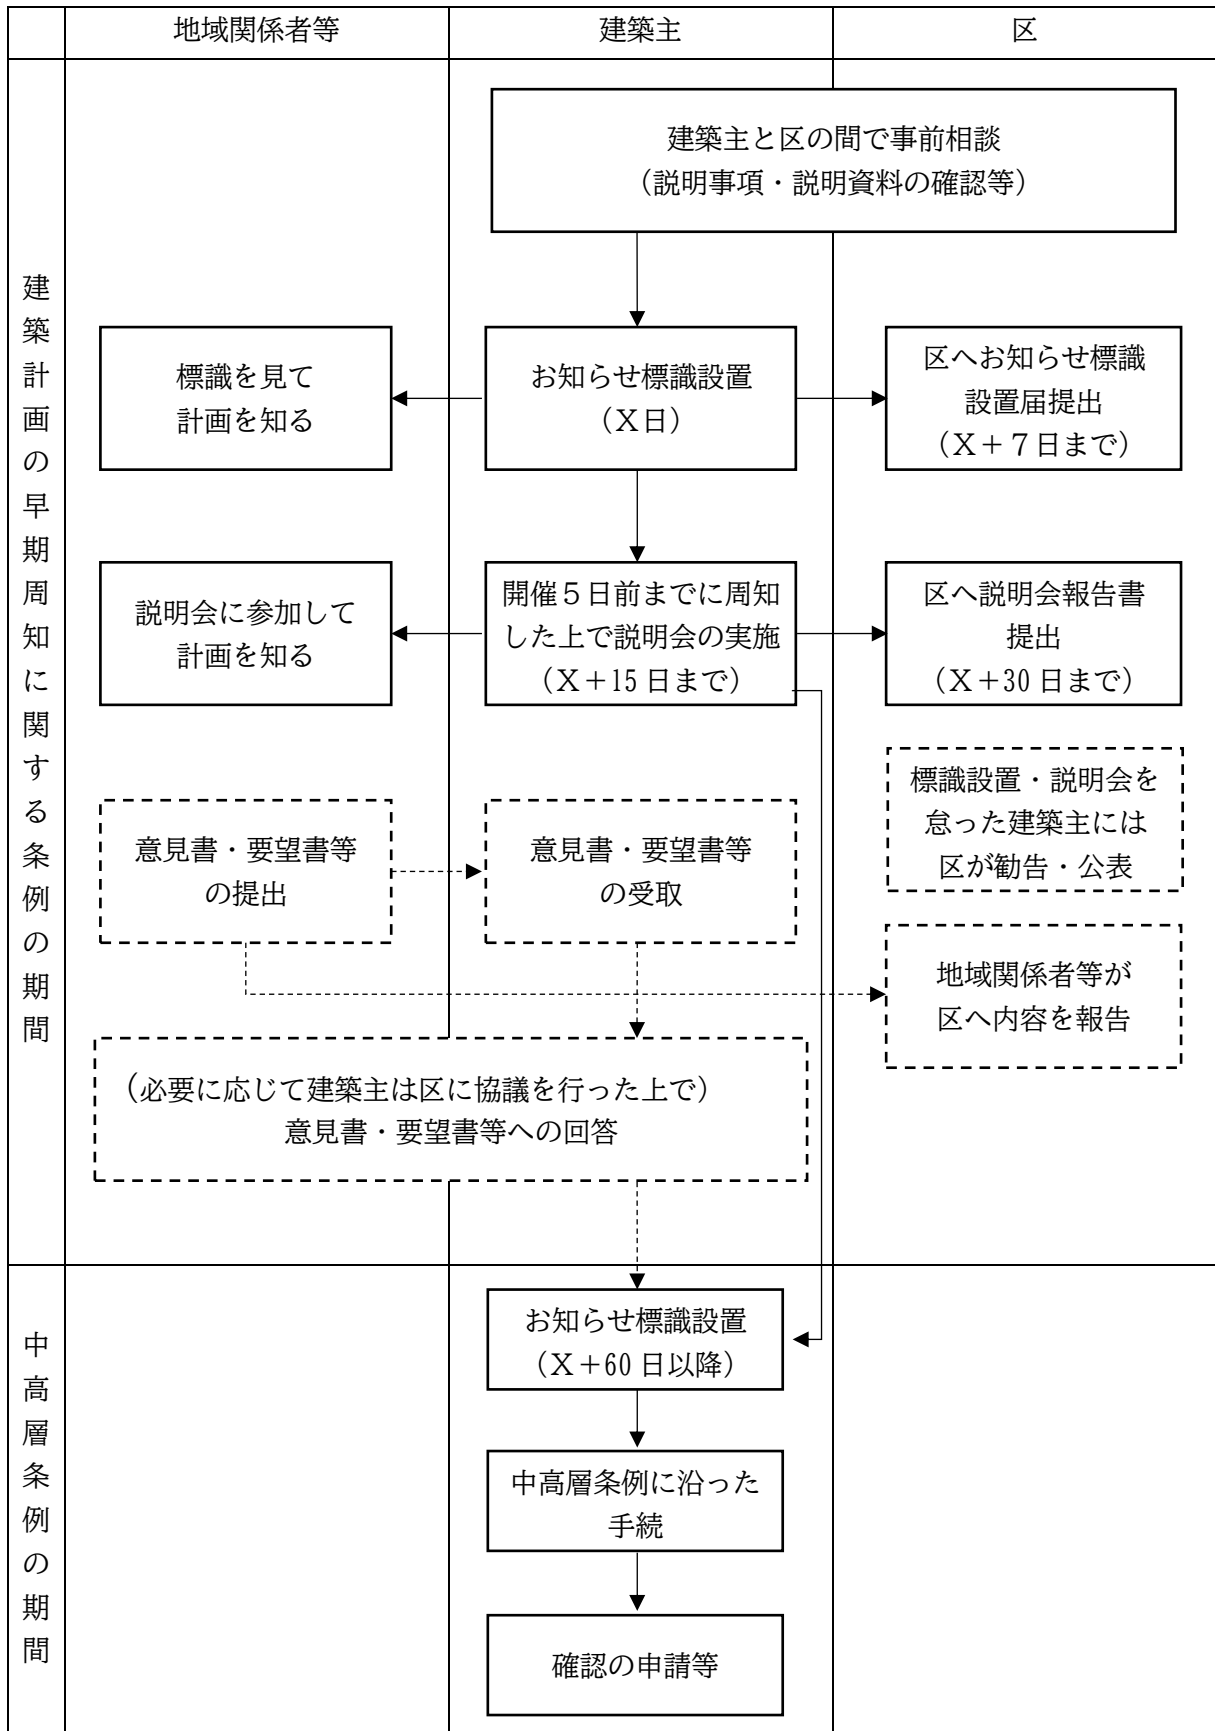 地域関係者等
建築主
区
建築計画の早期周知に関する条例の期間
建築主と区の間で事前相談
(説明事項・説明資料の確認等)
標識を見て
計画を知る
お知らせ標識設置
(X日)
区へお知らせ標識
設置届提出
(X+7日まで)
説明会に参加して
計画を知る
開催5日前までに周知
した上で説明会の実施
(X+15日まで)
区へ説明会報告書
提出
(X+30日まで)
標識設置・説明会を
怠った建築主には
区が勧告・公表
意見書・要望書等
の提出
意見書・要望書等
の受取
地域関係者等が
区へ内容を報告
(必要に応じて建築主は区に協議を行った上で)
意見書・要望書等への回答
中高層条例の期間
お知らせ標識設置
(X+60日以降)
中高層条例に沿った
手続
確認の申請等